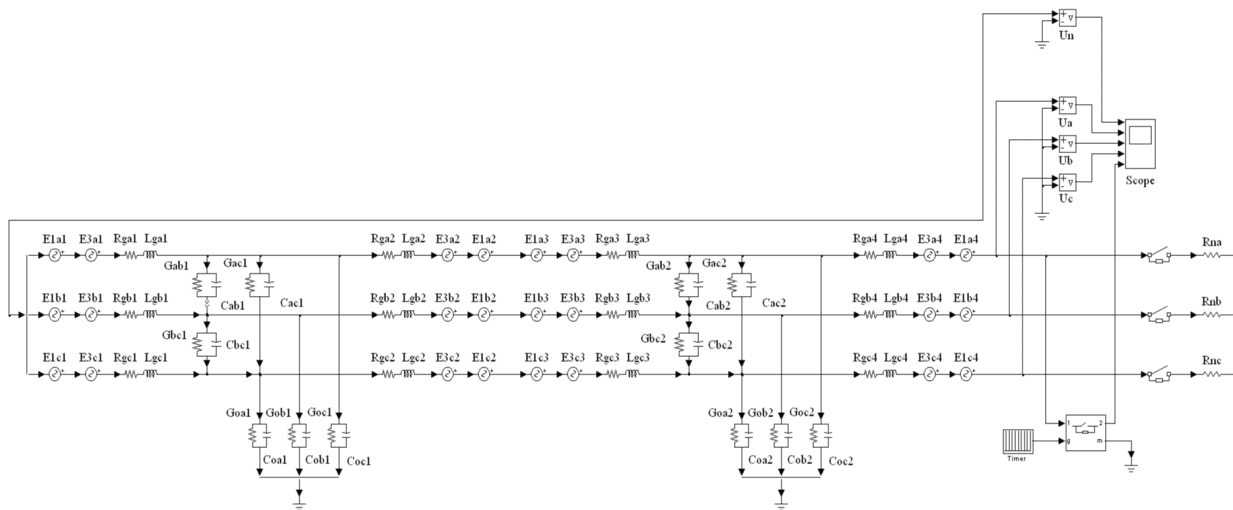 +
-
v
Un
+
-
v
Ua
+
-
v
Ub
+
-
v
Uc
Scope
E1a1 E3a1 Rga1 Lga1 Rga2 Lga2 E3a2 E1a2 E1a3 E3a3 Rga3 Lga3 Rga4 Lga4 E3a4 E1a4 Rna
Gab1 Gac1 Gab2 Gac2
E1b1 E3b1 Rgb1 Lgb1 Cab1 Cac1 Rgb2 Lgb2 E3b2 E1b2 E1b3 E3b3 Rgb3 Lgb3 Cab2 Cac2 Rgb4 Lgb4 E3b4 E1b4 Rnb
Gbc1 Cbc1 Gbc2 Cbc2
E1c1 E3c1 Rgc1 Lgc1 Rgc2 Lgc2 E3c2 E1c2 E1c3 E3c3 Rgc3 Lgc3 Rgc4 Lgc4 E3c4 E1c4 Rnc
Goa1 Gob1 Goc1 Goa2 Gob2 Goc2
1 2
g m
Timer
Coa1 Cob1 Coc1 Coa2 Cob2 Coc2